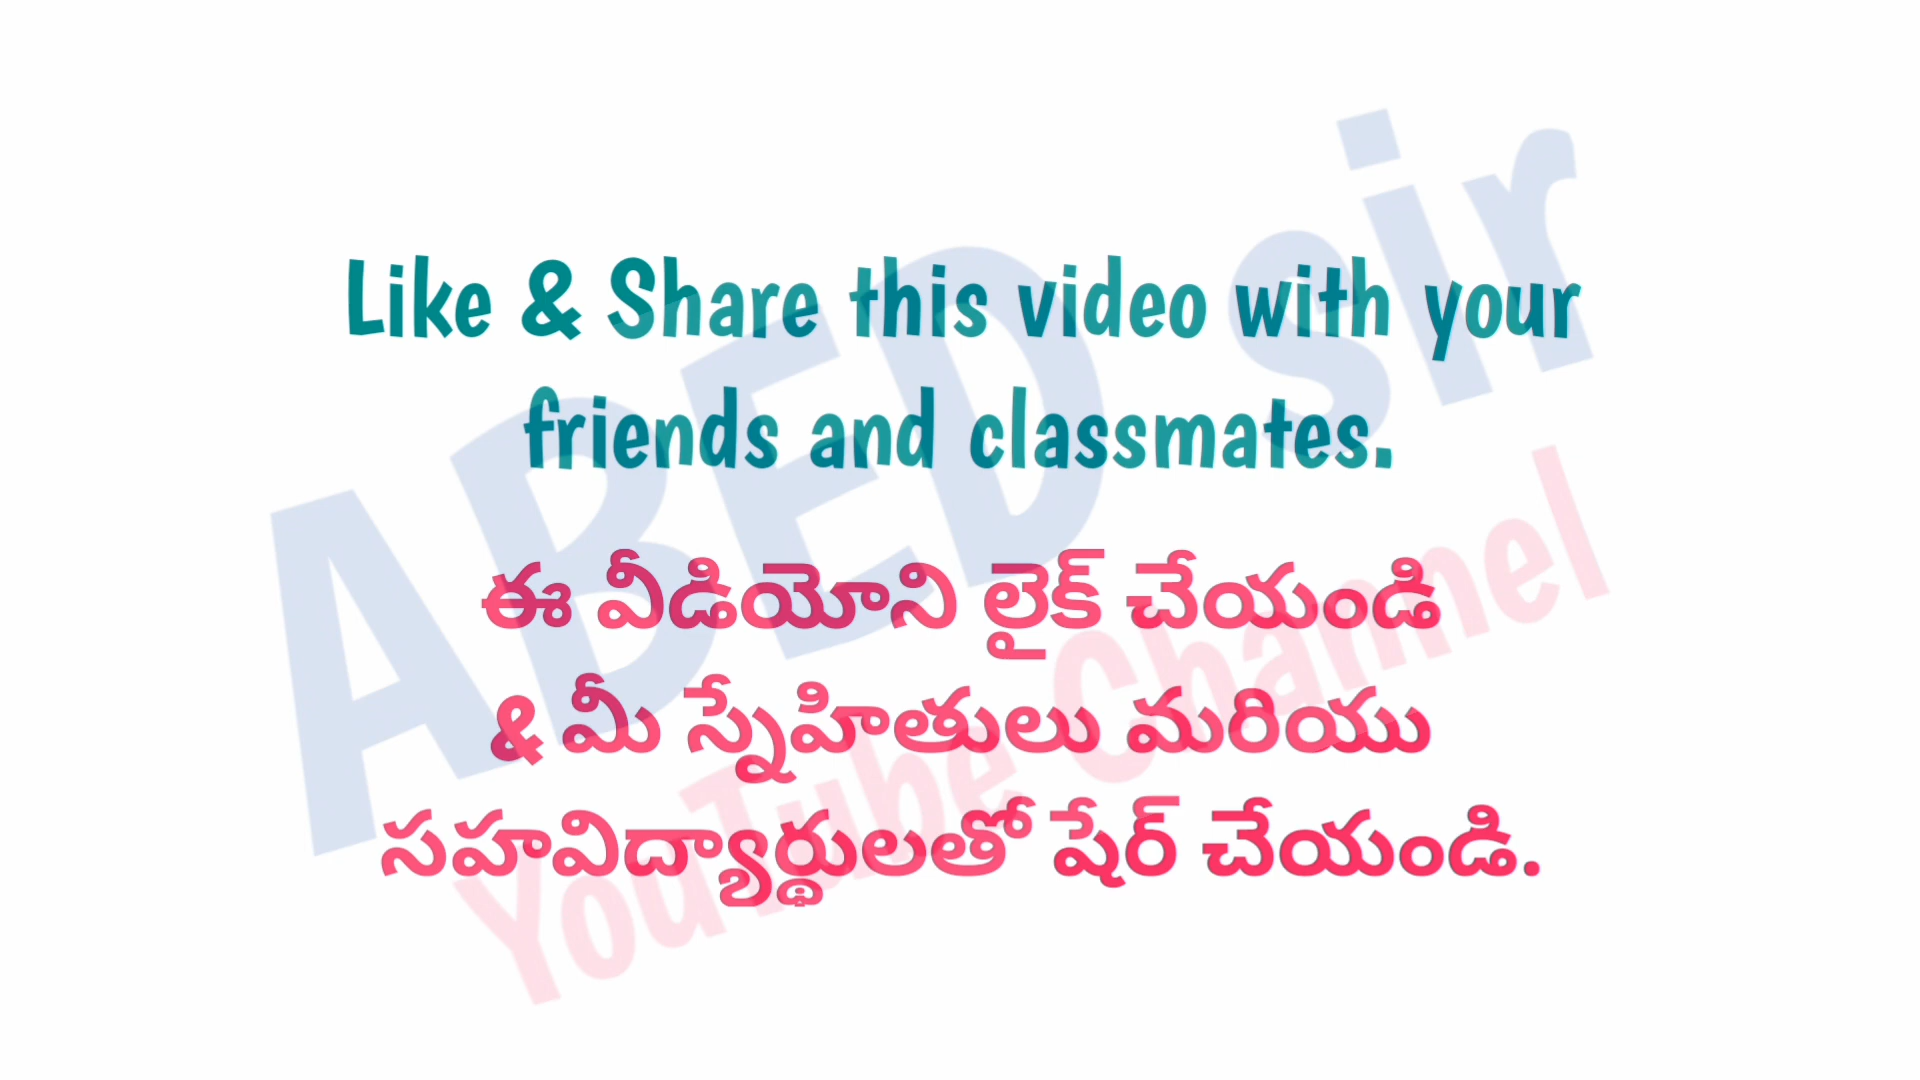 Like & Share this video with your
friends and classmates.
ఈ వీడియోని లైక్ చేయండి
& మీ స్నేహితులు మరియు
సహవిద్యార్థులతో షేర్ చేయండి.
ABED sir
YouTube Channel